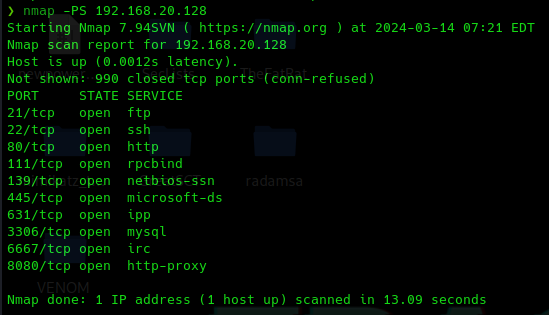 ❯ nmap -PS 192.168.20.128
Starting Nmap 7.94SVN ( https://nmap.org ) at 2024-03-14 07:21 EDT
Nmap scan report for 192.168.20.128
Host is up (0.0012s latency).
Not shown: 990 closed tcp ports (conn-refused)
PORT     STATE SERVICE
21/tcp   open  ftp
22/tcp   open  ssh
80/tcp   open  http
111/tcp  open  rpcbind
139/tcp  open  netbios-ssn
445/tcp  open  microsoft-ds
radamsa
631/tcp  open  ipp
3306/tcp open  mysql
6667/tcp open  irc
8080/tcp open  http-proxy
VENOM
Nmap done: 1 IP address (1 host up) scanned in 13.09 seconds